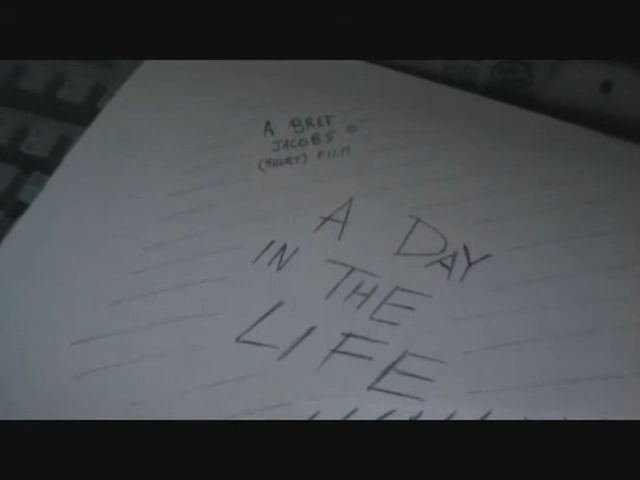 A BRET
JACOBS
(SHORT) FILM
A DAY
IN THE
LIFE